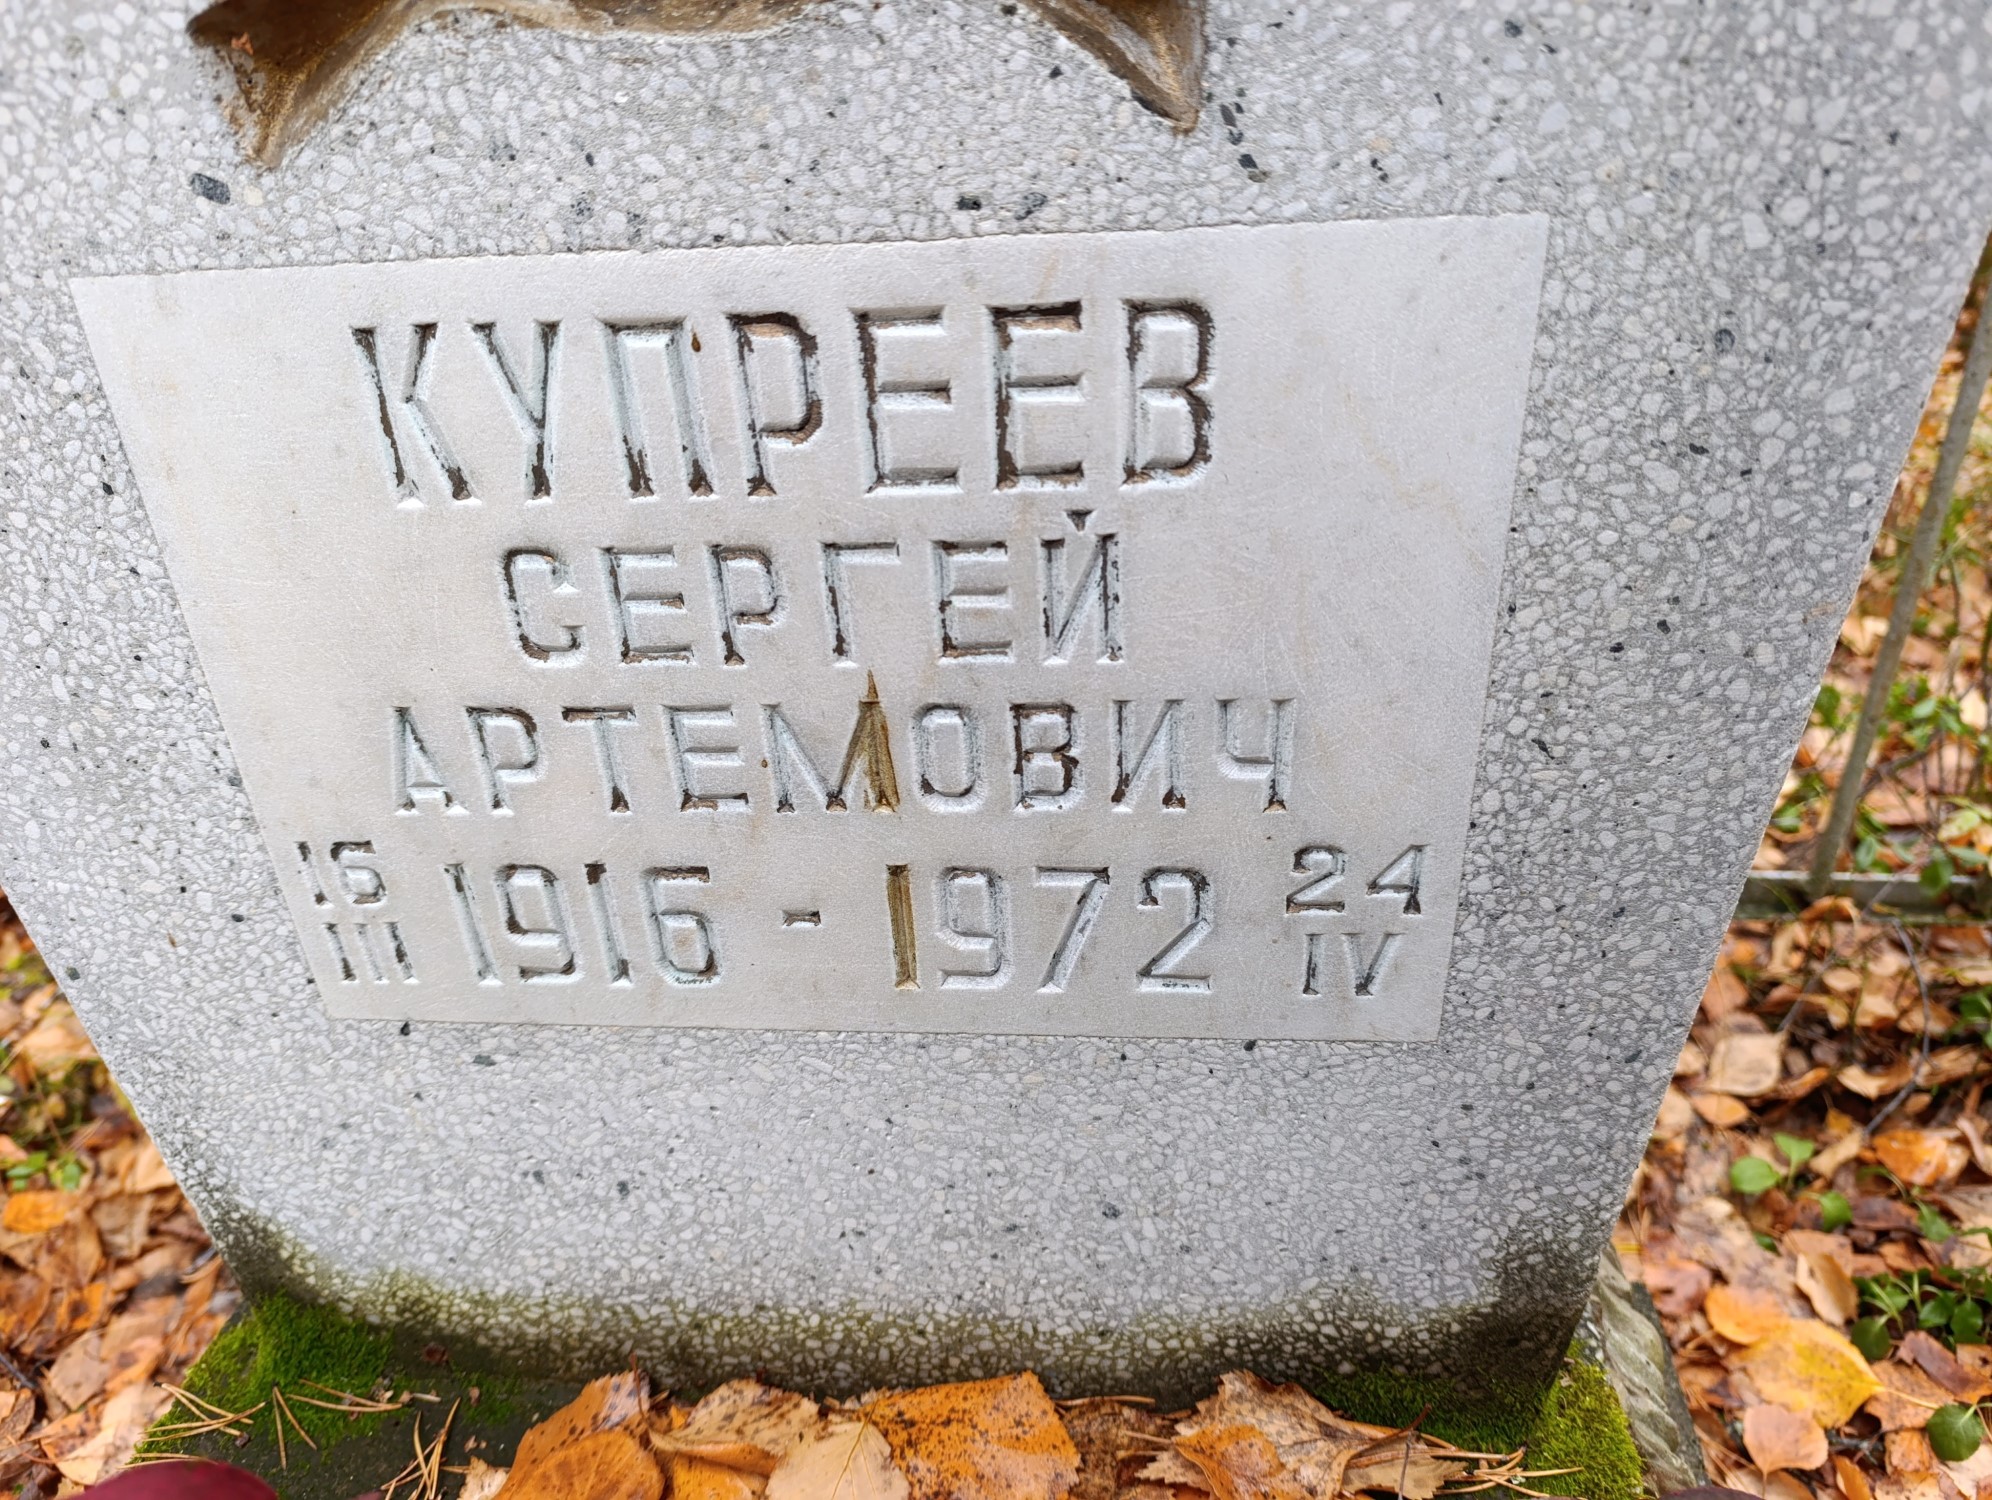 КУПРЕЕВ
СЕРГЕЙ
АРТЕМОВИЧ
16 1916 - 1972 24
III IV